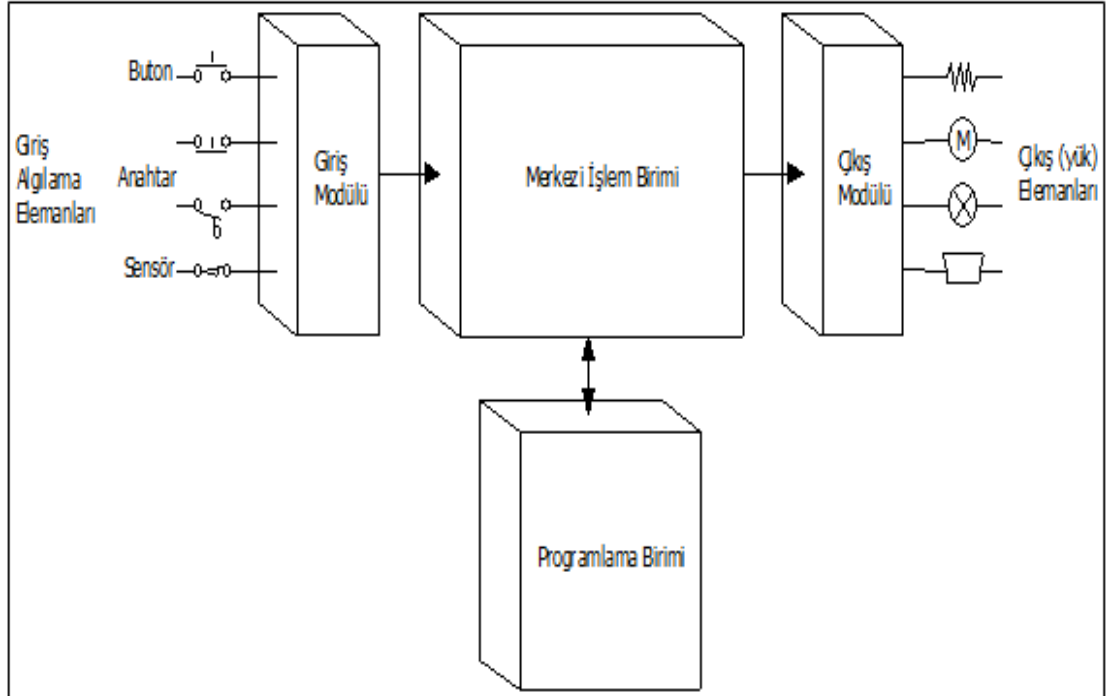 Buton
Giriş
Algılama
Elemanları
Anahtar
Sensör
Giriş
Modülü
Merkezi İşlem Birimi
Çıkış
Modülü
M
Çıkış (yük)
Elemanları
Programlama Birimi